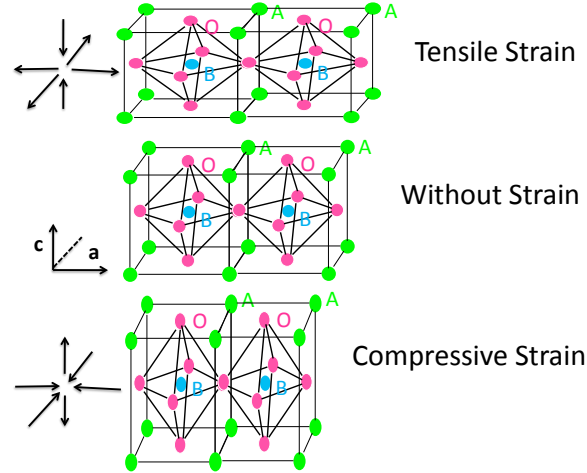 A A
O O
B B
Tensile Strain
A A
O O
B B
Without Strain
c
a
A A
O O
B B
Compressive Strain